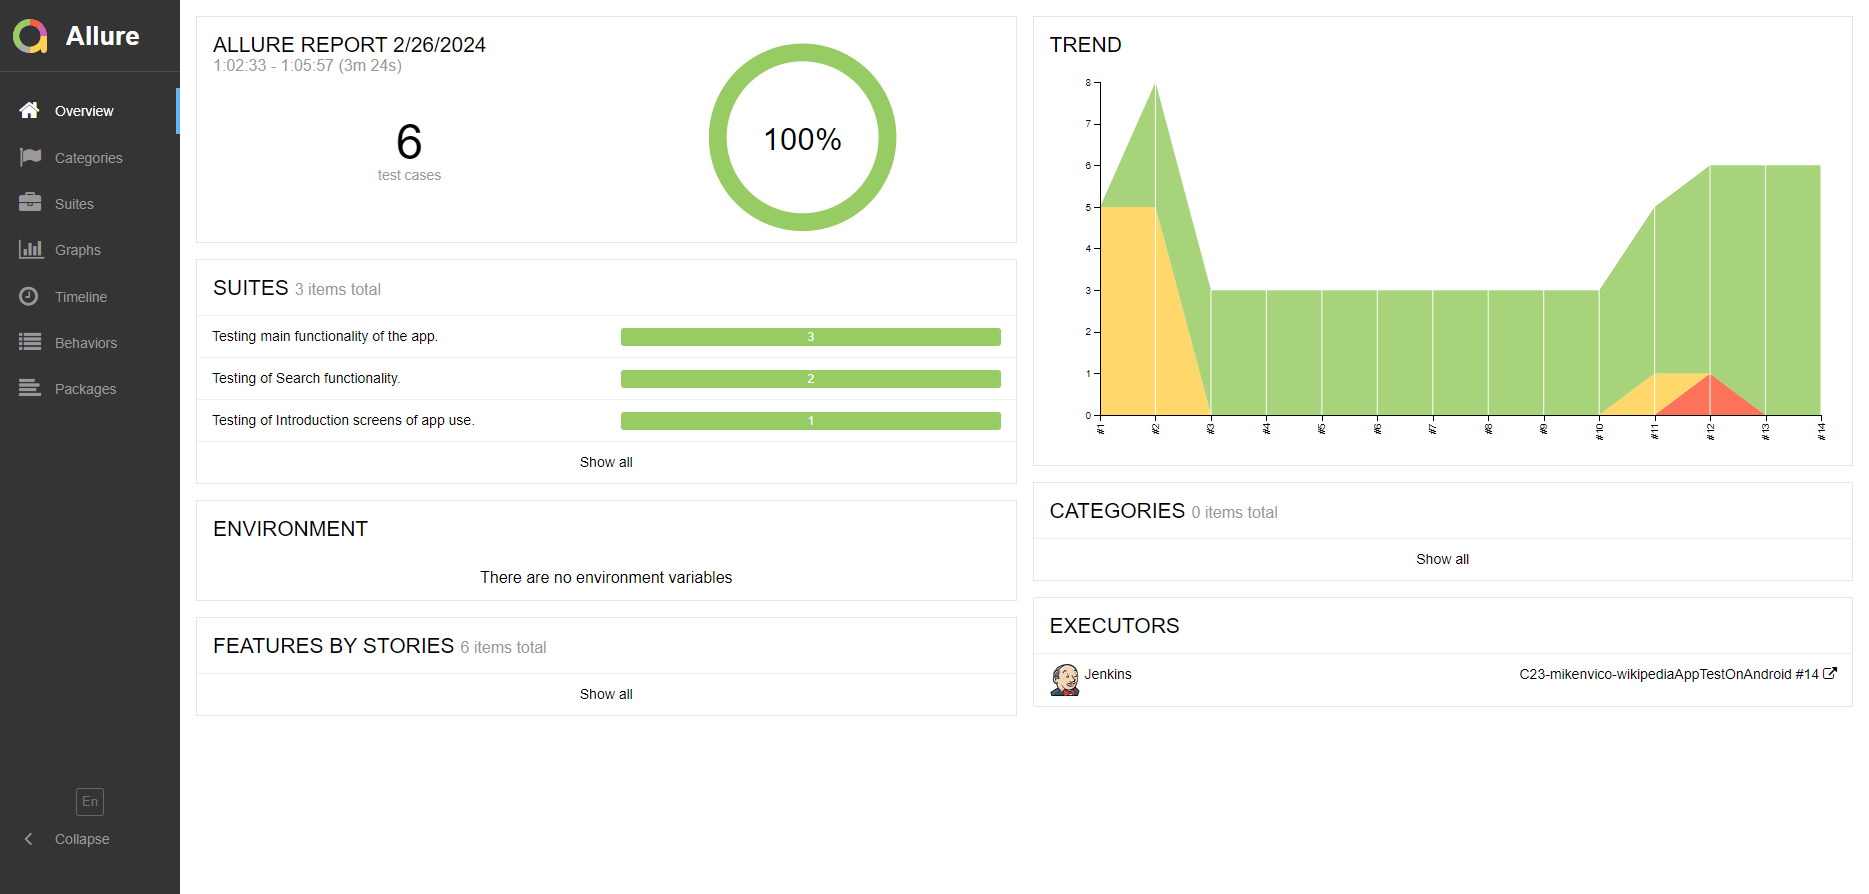 Allure
Overview
Categories
Suites
Graphs
Timeline
Behaviors
Packages
En
Collapse
ALLURE REPORT 2/26/2024
1:02:33 - 1:05:57 (3m 24s)
6
test cases
100%
SUITES 3 items total
Testing main functionality of the app. 3
Testing of Search functionality. 2
Testing of Introduction screens of app use. 1
Show all
ENVIRONMENT
There are no environment variables
FEATURES BY STORIES 6 items total
Show all
TREND
8
7
6
5
4
3
2
1
0
#1 #2 #3 #4 #5 #6 #7 #8 #9 #10 #11 #12 #13 #14
CATEGORIES 0 items total
Show all
EXECUTORS
Jenkins C23-mikenvico-wikipediaAppTestOnAndroid #14